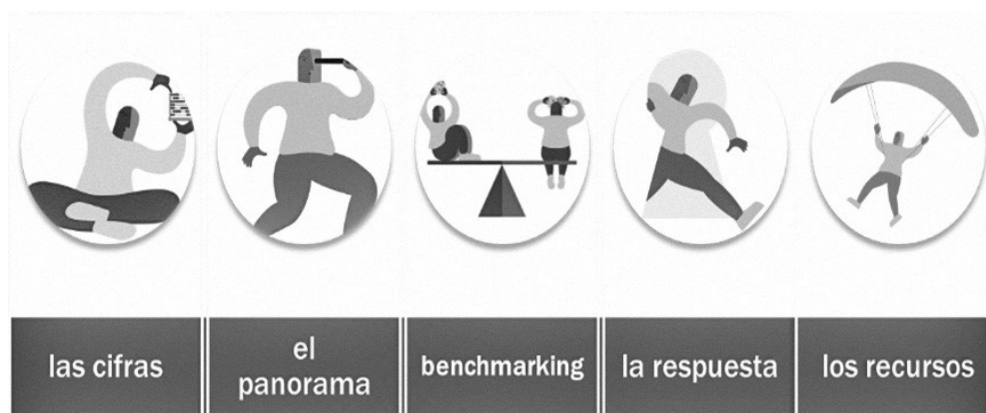 las cifras
el
panorama
benchmarking
la respuesta
los recursos